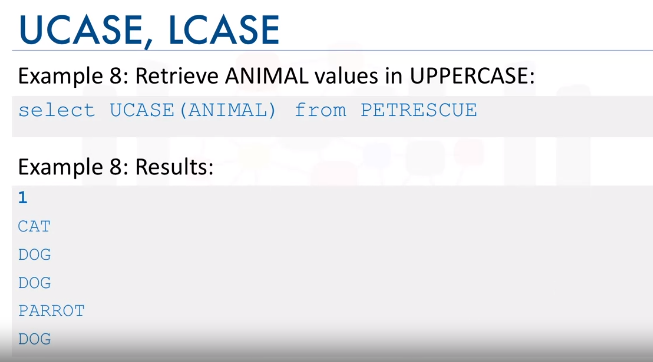 UCASE, LCASE
Example 8: Retrieve ANIMAL values in UPPERCASE:
select UCASE(ANIMAL) from PETRESCUE
Example 8: Results:
1
CAT
DOG
DOG
PARROT
DOG